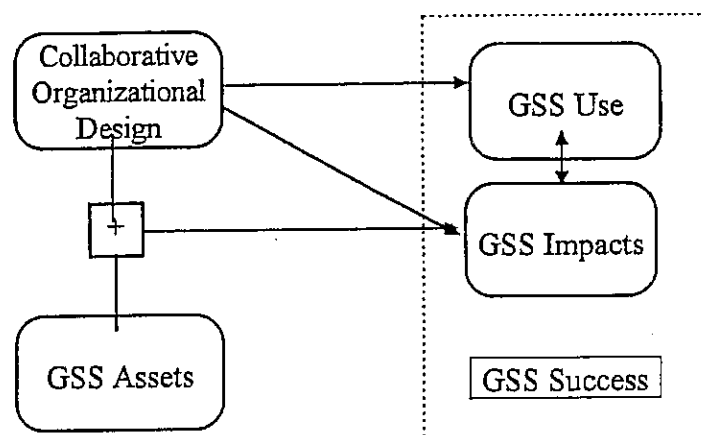 Collaborative
Organizational
Design
GSS Use
+
GSS Impacts
GSS Assets
GSS Success